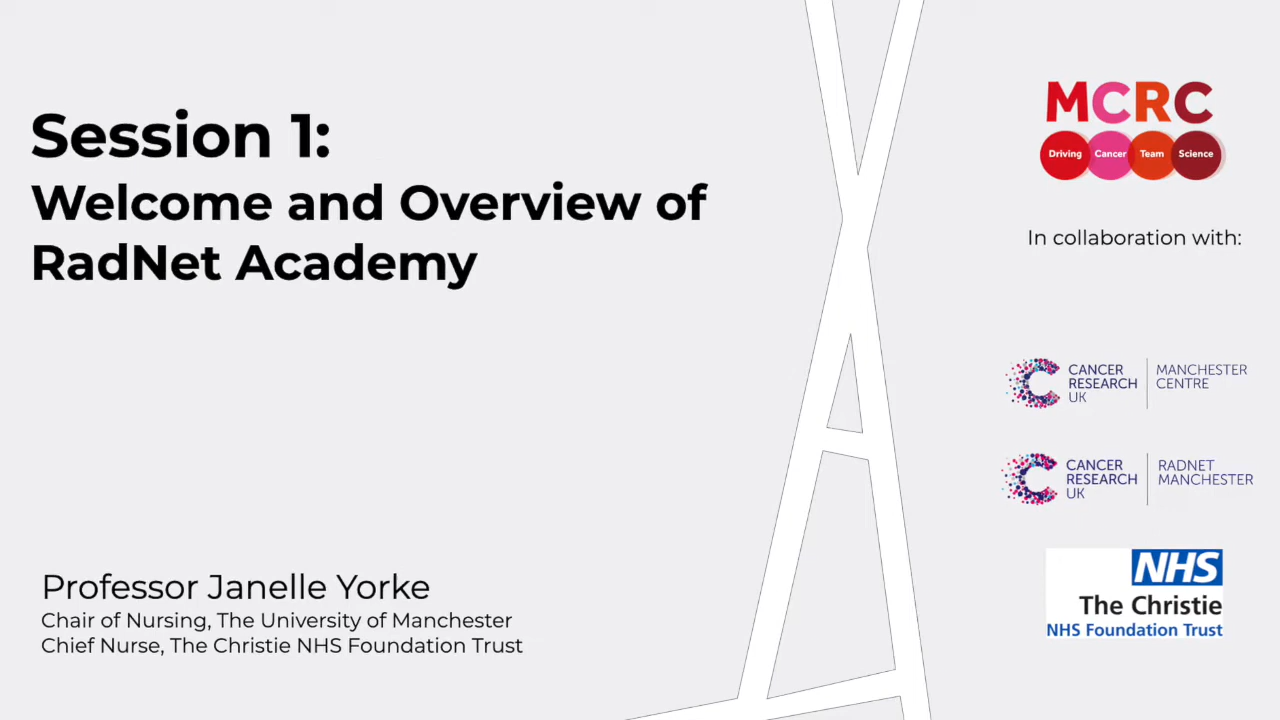 Session 1:
Welcome and Overview of
RadNet Academy
Professor Janelle Yorke
Chair of Nursing, The University of Manchester
Chief Nurse, The Christie NHS Foundation Trust
MCRC
Driving Cancer Team Science
In collaboration with:
CANCER
RESEARCH
UK
MANCHESTER
CENTRE
CANCER
RESEARCH
UK
RADNET
MANCHESTER
NHS
The Christie
NHS Foundation Trust